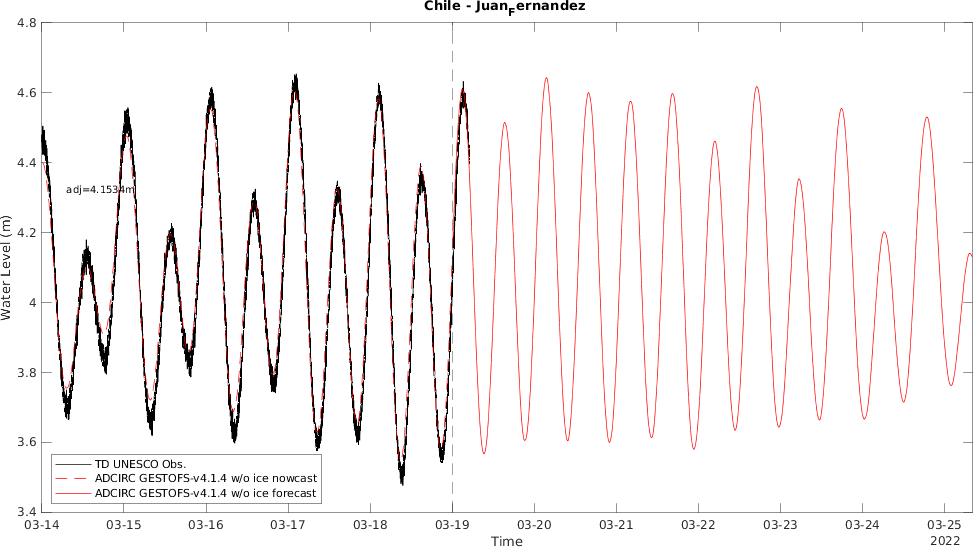 Chile - JuanFernandez
4.8
4.6
4.4
4.2
4
3.8
3.6
3.4
Water Level (m)
adj=4.1534m
TD UNESCO Obs.
ADCIRC GESTOFS-v4.1.4 w/o ice nowcast
ADCIRC GESTOFS-v4.1.4 w/o ice forecast
03-14 03-15 03-16 03-17 03-18 03-19 03-20 03-21 03-22 03-23 03-24 03-25
Time
2022